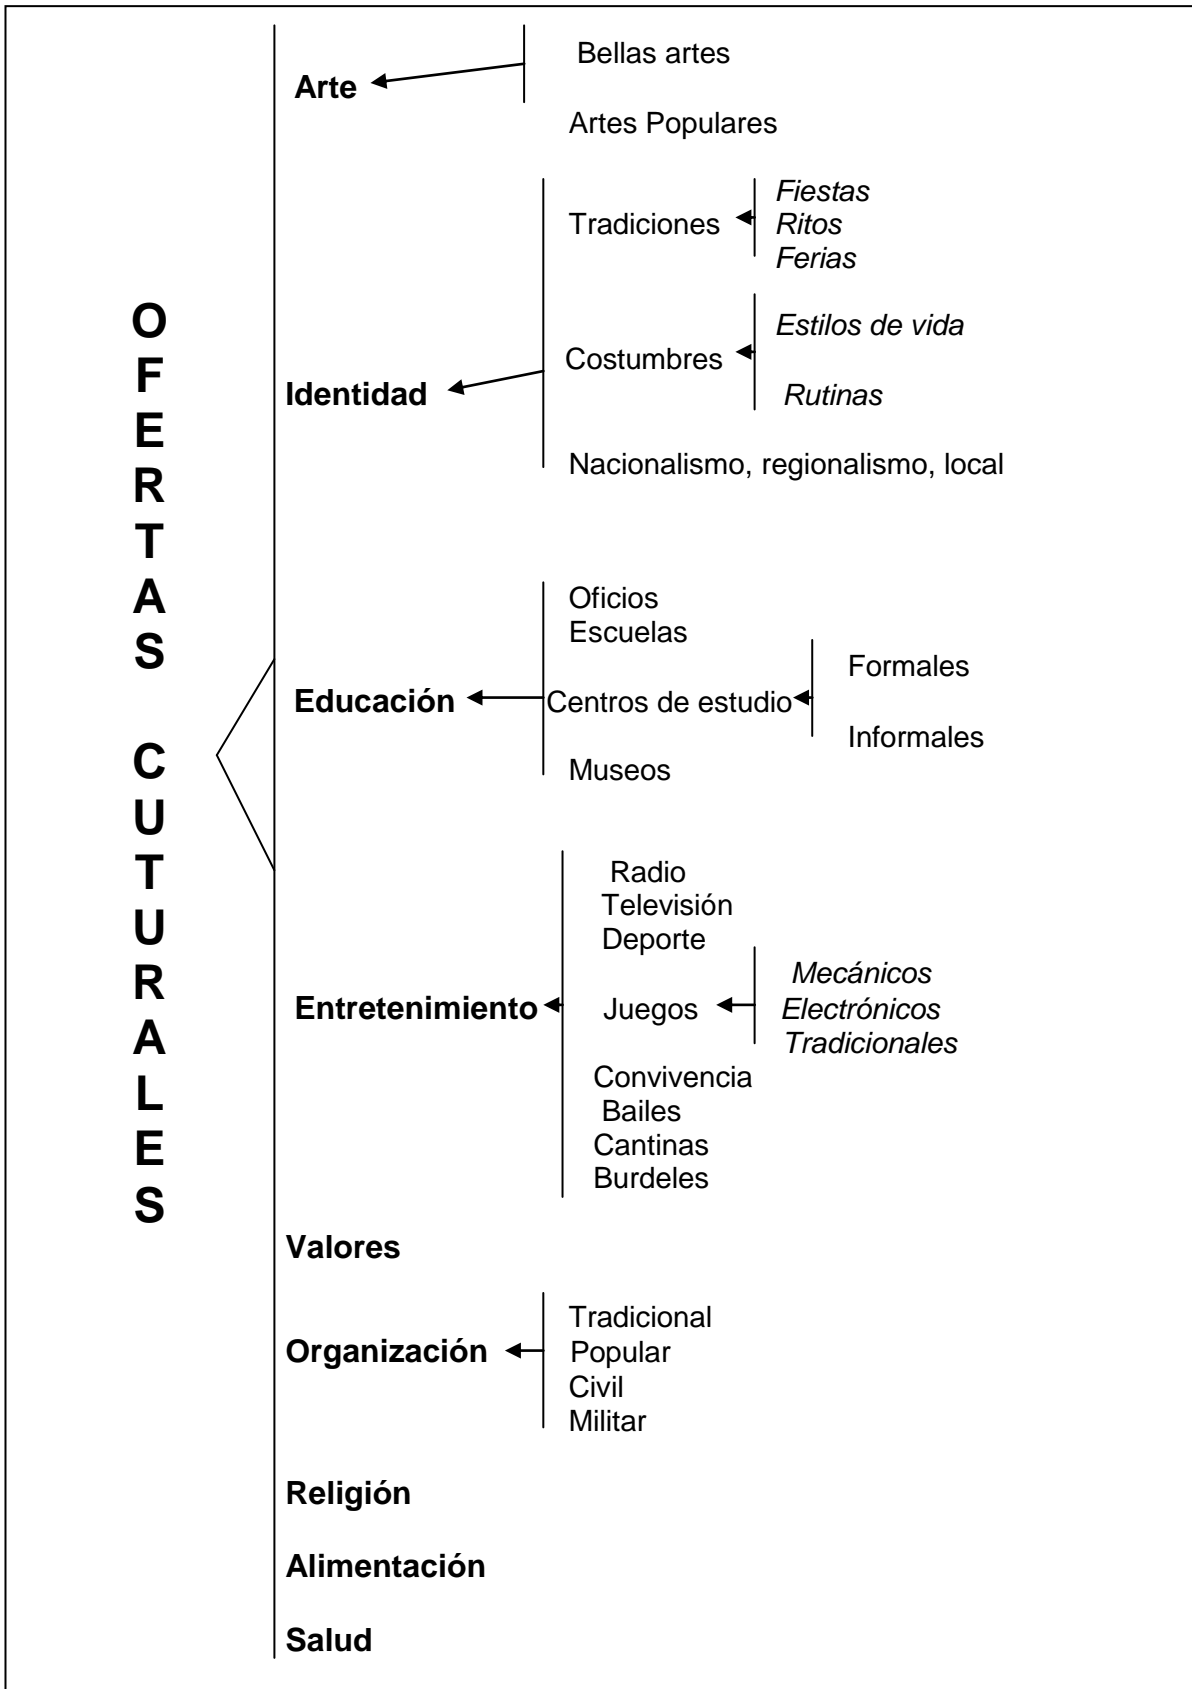 OFERTAS CUTURALES
Arte
Bellas artes
Artes Populares
Identidad
Tradiciones
Fiestas
Ritos
Ferias
Costumbres
Estilos de vida
Rutinas
Nacionalismo, regionalismo, local
Educación
Oficios
Escuelas
Centros de estudio
Formales
Informales
Museos
Entretenimiento
Radio
Televisión
Deporte
Juegos
Mecánicos
Electrónicos
Tradicionales
Convivencia
Bailes
Cantinas
Burdeles
Valores
Organización
Tradicional
Popular
Civil
Militar
Religión
Alimentación
Salud